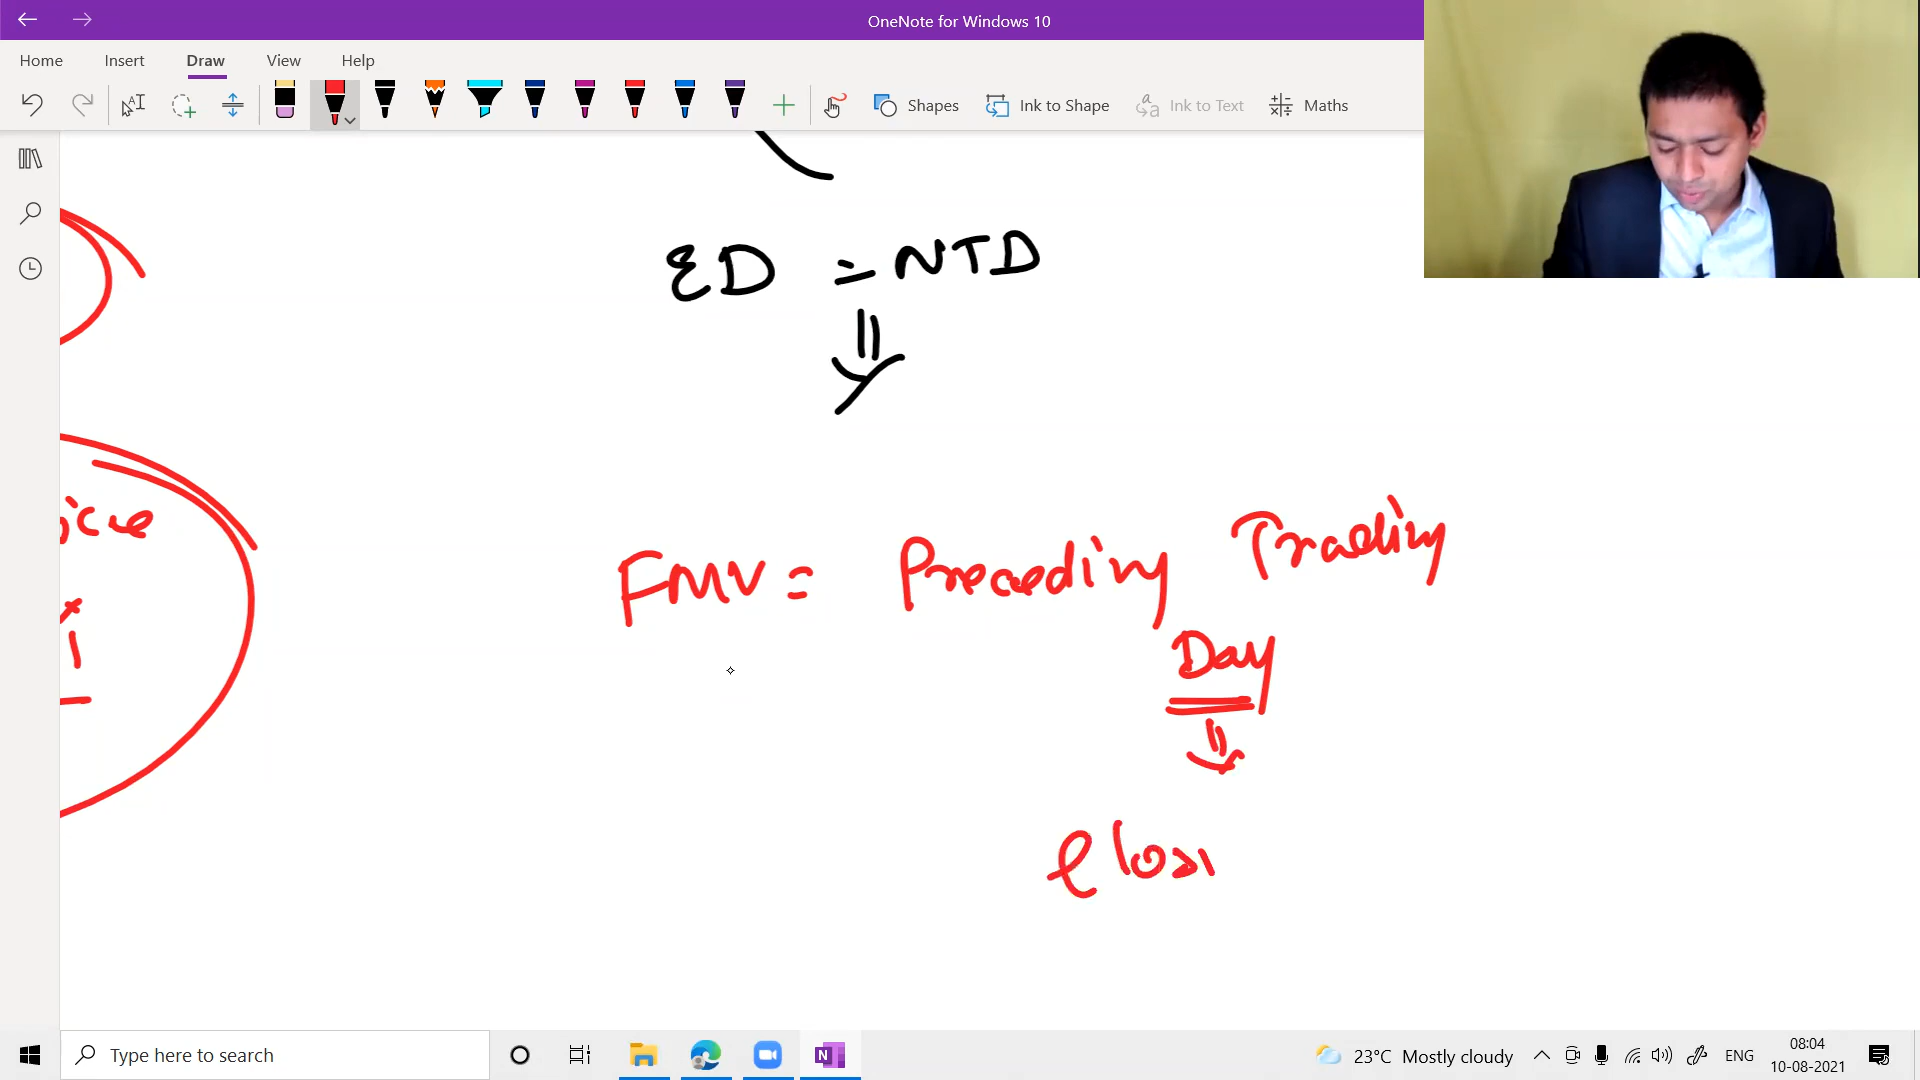 OneNote for Windows 10
Home Insert Draw View Help
Shapes Ink to Shape Ink to Text Maths
ED = NTD
FMV = Preceding Trading
Day
Closi
Type here to search
23°C Mostly cloudy
ENG
08:04
10-08-2021